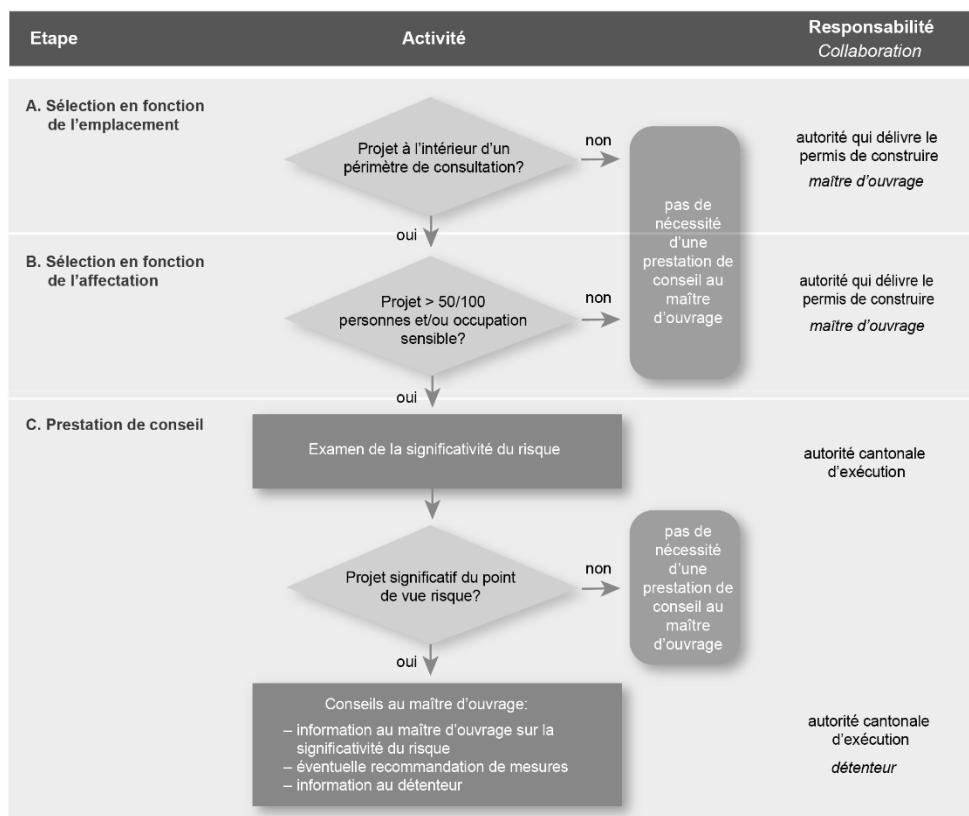 Etape
Activité
Responsabilité
Collaboration
A. Sélection en fonction
de l'emplacement
Projet à l'intérieur d'un
périmètre de consultation?
non
oui
autorité qui délivre le
permis de construire
maître d'ouvrage
pas de
nécessité
d'une
prestation de
conseil au
maître
d'ouvrage
B. Sélection en fonction
de l'affectation
Projet > 50/100
personnes et/ou occupation
sensible?
non
oui
autorité qui délivre le
permis de construire
maître d'ouvrage
C. Prestation de conseil
Examen de la significativité du risque
autorité cantonale
d'exécution
Projet significatif du point
de vue risque?
non
oui
pas de
nécessité
d'une
prestation de
conseil au
maître
d'ouvrage
Conseils au maître d'ouvrage:
– information au maître d'ouvrage sur la
significativité du risque
– éventuelle recommandation de mesures
– information au détenteur
autorité cantonale
d'exécution
détenteur